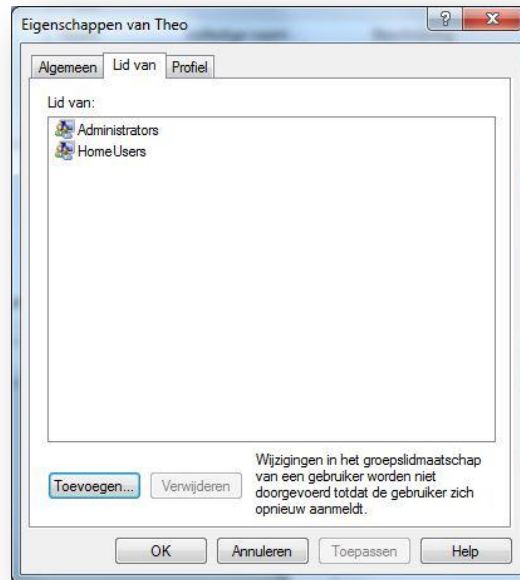 Eigenschappen van Theo
Algemeen
Lid van
Profiel
Lid van:
Administrators
HomeUsers
Toevoegen...
Verwijderen
Wijzigingen in het groepslidmaatschap
van een gebruiker worden niet
doorgevoerd totdat de gebruiker zich
opnieuw aanmeldt.
OK
Annuleren
Toepassen
Help